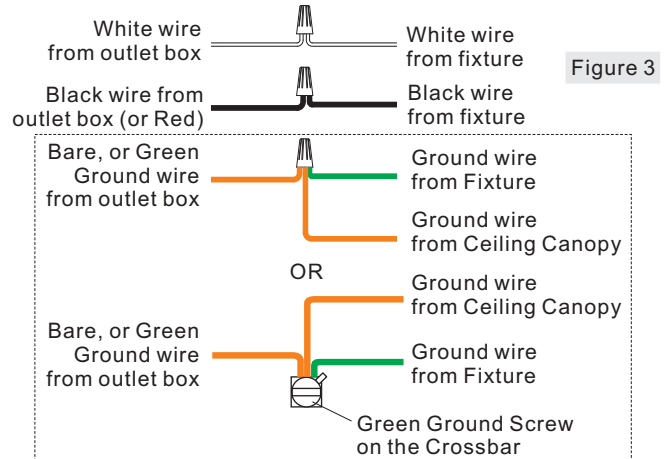 White wire
from outlet box
White wire
from fixture
Figure 3
Black wire from
outlet box (or Red)
Black wire
from fixture
Bare, or Green
Ground wire
from outlet box
Ground wire
from Fixture
Ground wire
from Ceiling Canopy
OR
Ground wire
from Ceiling Canopy
Bare, or Green
Ground wire
from outlet box
Ground wire
from Fixture
Green Ground Screw
on the Crossbar